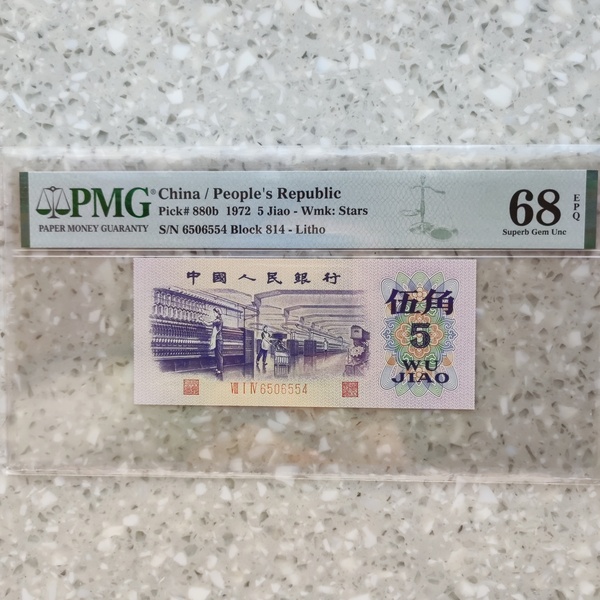 PMG
PAPER MONEY GUARANTY
China / People's Republic
Pick# 880b 1972 5 Jiao - Wmk: Stars
S/N 6506554 Block 814 - Litho
68
EPQ
Superb Gem Unc
中國人民銀行
伍角
5
WU
JIAO
VIII I IV 6506554